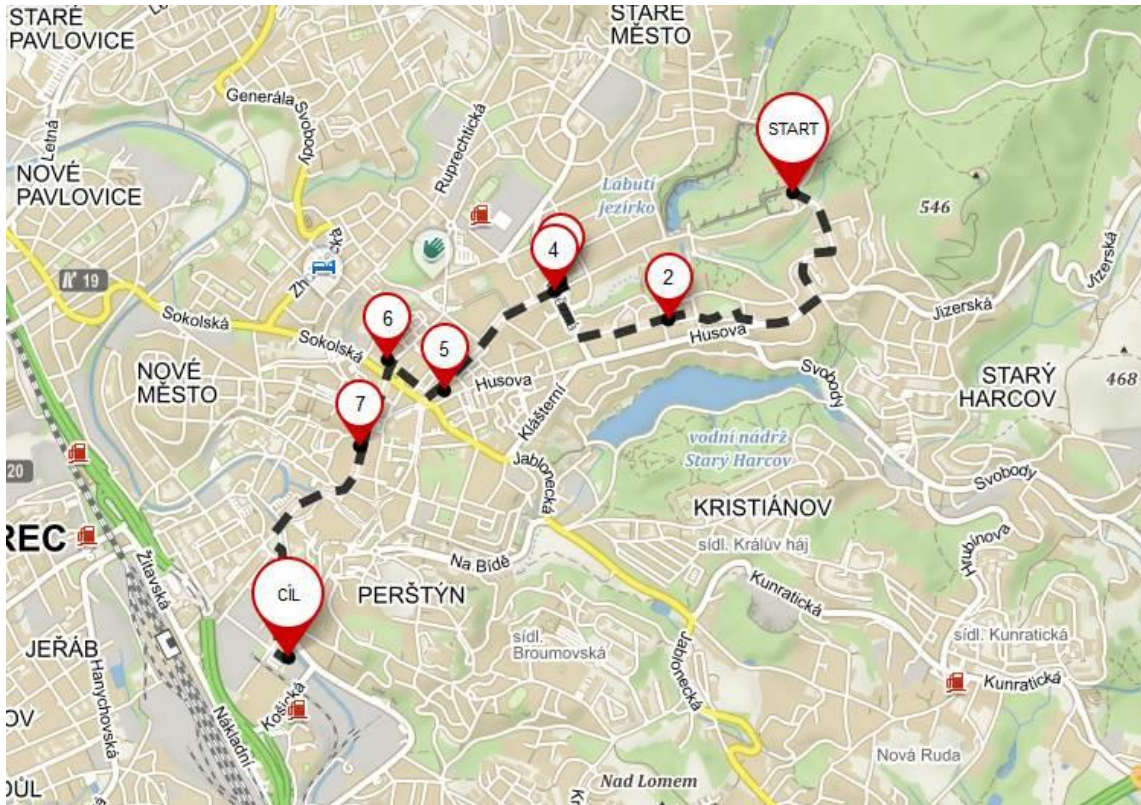 STARÉ
PAVLOVICE
STARÉ
MĚSTO
Generála
Svobody
Letná
Ruprechtická
START
NOVÉ
PAVLOVICE
Labutí
jezírko
546
Jizerská
4
2
19
Sokolská
6
Sokolská
5
Husova
Husova
Jizerská
NOVÉ
MĚSTO
7
Klášterní
Svobody
STARÝ
HARCOV
468
vodní nádrž
Starý Harcov
Jablonecká
Svobody
20
KRISTIÁNOV
REC
sídl. Králův háj
Hrubínova
Žitavská
Na Bídě
CÍL
PERŠTÝN
Kunratická
sídl.
Broumovská
sídl. Kunratická
JEŘÁB
Hanychovská
Košická
Jablonecká
Kunratická
OV
Nákladní
Nová Ruda
Nad Lomem
DŮL